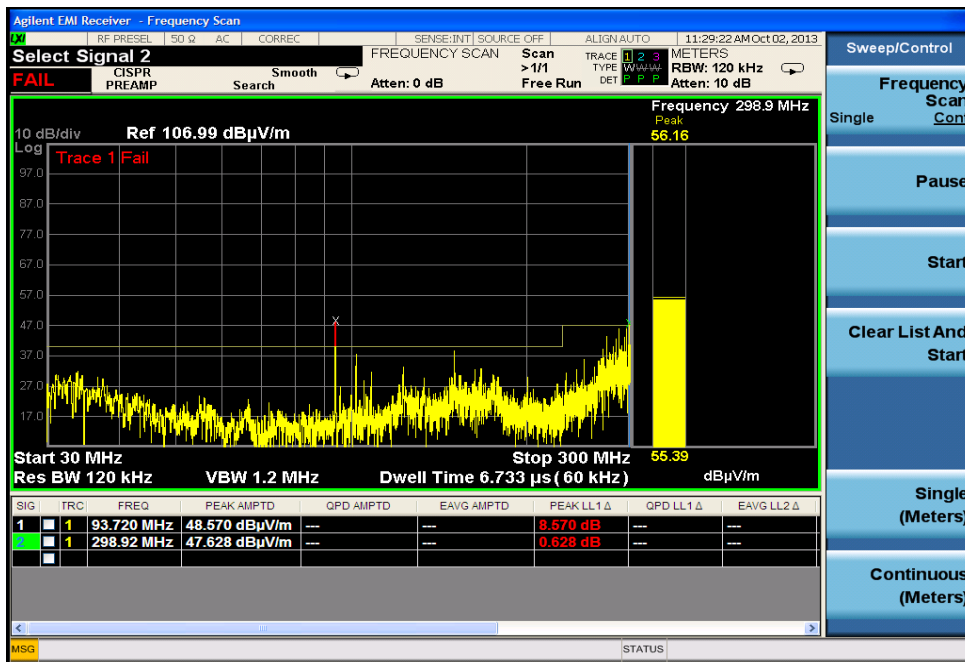 Agilent EMI Receiver - Frequency Scan
LXI RF PRESEL 50 Ω AC CORREC SENSE:INT SOURCE OFF ALIGN AUTO 11:29:22 AM Oct 02, 2013
Select Signal 2 FREQUENCY SCAN Scan TRACE 1 2 3 METERS
FAIL CISPR Smooth >1/1 TYPE W W W RBW: 120 kHz
PREAMP Search Atten: 0 dB Free Run DET P P P Atten: 10 dB
Frequency 298.9 MHz
Peak
10 dB/div Ref 106.99 dBµV/m 56.16
Log
Trace 1 Fail
97.0
87.0
77.0
67.0
57.0
47.0
37.0
27.0
17.0
Start 30 MHz Stop 300 MHz 55.39
Res BW 120 kHz VBW 1.2 MHz Dwell Time 6.733 µs (60 kHz) dBµV/m
SIG TRC FREQ PEAK AMPTD QPD AMPTD EAVG AMPTD PEAK LL1 Δ QPD LL1 Δ EAVG LL2 Δ
1 1 93.720 MHz 48.570 dBµV/m --- --- 8.570 dB --- ---
2 1 298.92 MHz 47.628 dBµV/m --- --- 0.628 dB --- ---
MSG STATUS
Sweep/Control
Frequency
Scan
Single Cont
Pause
Start
Clear List And
Start
Single
(Meters)
Continuous
(Meters)